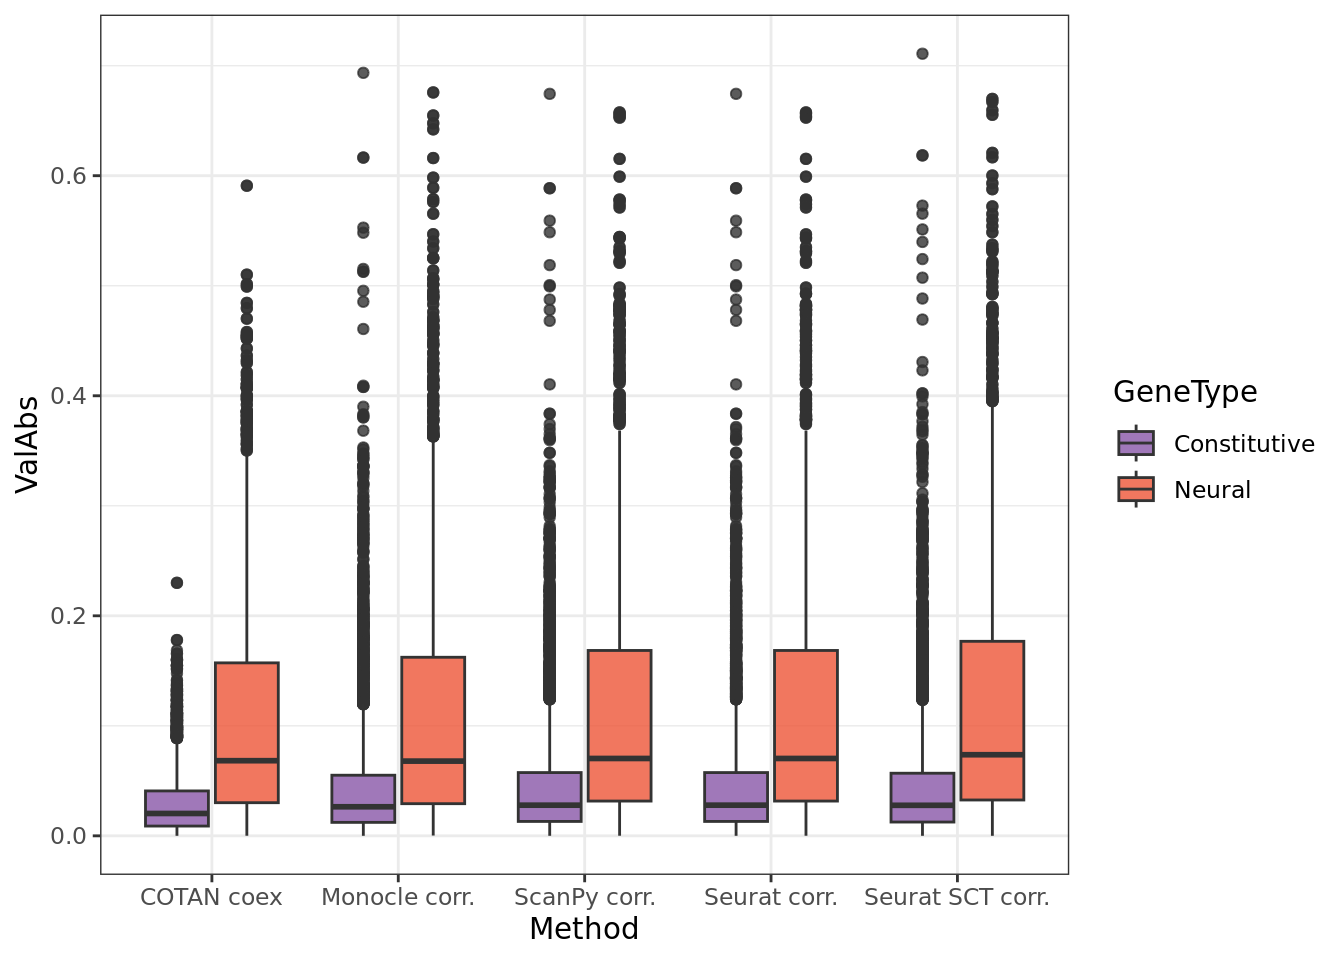 0.6
0.4
0.2
0.0
ValAbs
COTAN coex
Monocle corr.
ScanPy corr.
Seurat corr.
Seurat SCT corr.
Method
GeneType
Constitutive
Neural